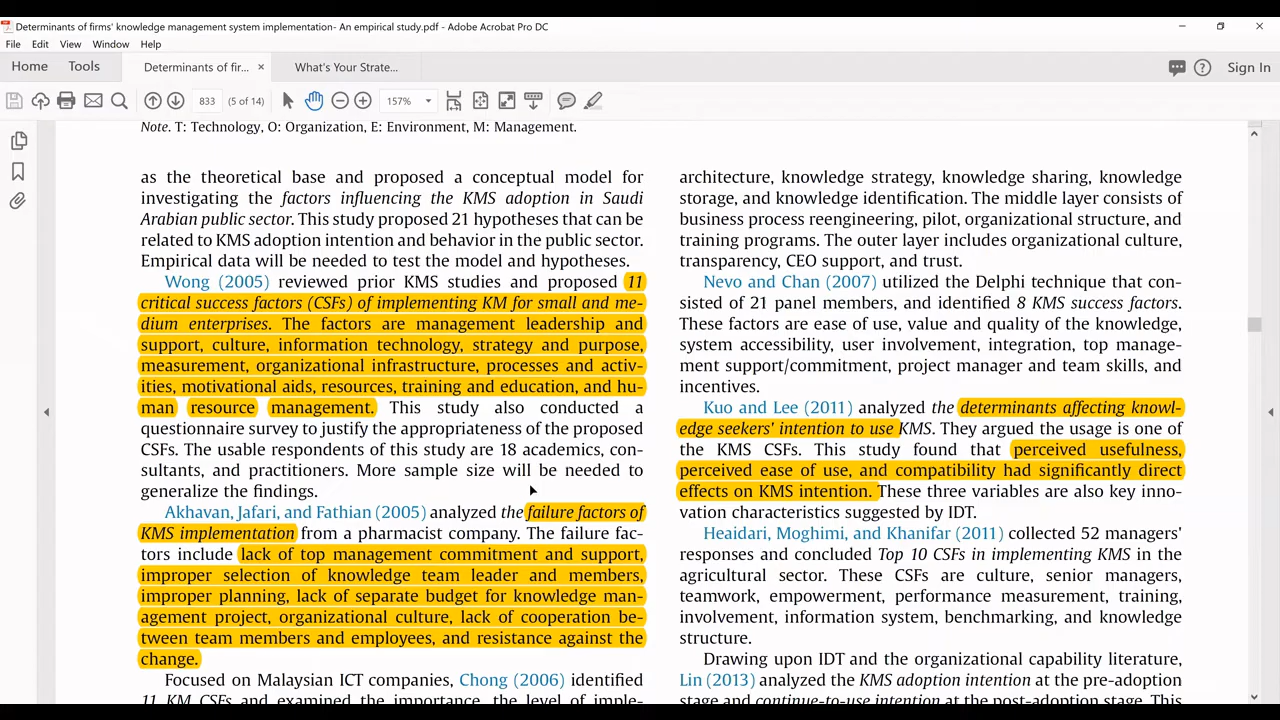 Determinants of firms' knowledge management system implementation- An empirical study.pdf - Adobe Acrobat Pro DC
File Edit View Window Help
Home Tools Determinants of fir... × What's Your Strate... Sign In
833 (5 of 14) 157%
Note. T: Technology, O: Organization, E: Environment, M: Management.
as the theoretical base and proposed a conceptual model for
investigating the factors influencing the KMS adoption in Saudi
Arabian public sector. This study proposed 21 hypotheses that can be
related to KMS adoption intention and behavior in the public sector.
Empirical data will be needed to test the model and hypotheses.
Wong (2005) reviewed prior KMS studies and proposed 11
critical success factors (CSFs) of implementing KM for small and me-
dium enterprises. The factors are management leadership and
support, culture, information technology, strategy and purpose,
measurement, organizational infrastructure, processes and activ-
ities, motivational aids, resources, training and education, and hu-
man resource management. This study also conducted a
questionnaire survey to justify the appropriateness of the proposed
CSFs. The usable respondents of this study are 18 academics, con-
sultants, and practitioners. More sample size will be needed to
generalize the findings.
Akhavan, Jafari, and Fathian (2005) analyzed the failure factors of
KMS implementation from a pharmacist company. The failure fac-
tors include lack of top management commitment and support,
improper selection of knowledge team leader and members,
improper planning, lack of separate budget for knowledge man-
agement project, organizational culture, lack of cooperation be-
tween team members and employees, and resistance against the
change.
Focused on Malaysian ICT companies, Chong (2006) identified
11 KM CSFs and examined the importance, the level of imple-
architecture, knowledge strategy, knowledge sharing, knowledge
storage, and knowledge identification. The middle layer consists of
business process reengineering, pilot, organizational structure, and
training programs. The outer layer includes organizational culture,
transparency, CEO support, and trust.
Nevo and Chan (2007) utilized the Delphi technique that con-
sisted of 21 panel members, and identified 8 KMS success factors.
These factors are ease of use, value and quality of the knowledge,
system accessibility, user involvement, integration, top manage-
ment support/commitment, project manager and team skills, and
incentives.
Kuo and Lee (2011) analyzed the determinants affecting knowl-
edge seekers' intention to use KMS. They argued the usage is one of
the KMS CSFs. This study found that perceived usefulness,
perceived ease of use, and compatibility had significantly direct
effects on KMS intention. These three variables are also key inno-
vation characteristics suggested by IDT.
Heaidari, Moghimi, and Khanifar (2011) collected 52 managers'
responses and concluded Top 10 CSFs in implementing KMS in the
agricultural sector. These CSFs are culture, senior managers,
teamwork, empowerment, performance measurement, training,
involvement, information system, benchmarking, and knowledge
structure.
Drawing upon IDT and the organizational capability literature,
Lin (2013) analyzed the KMS adoption intention at the pre-adoption
stage and continue-to-use intention at the post-adoption stage. This